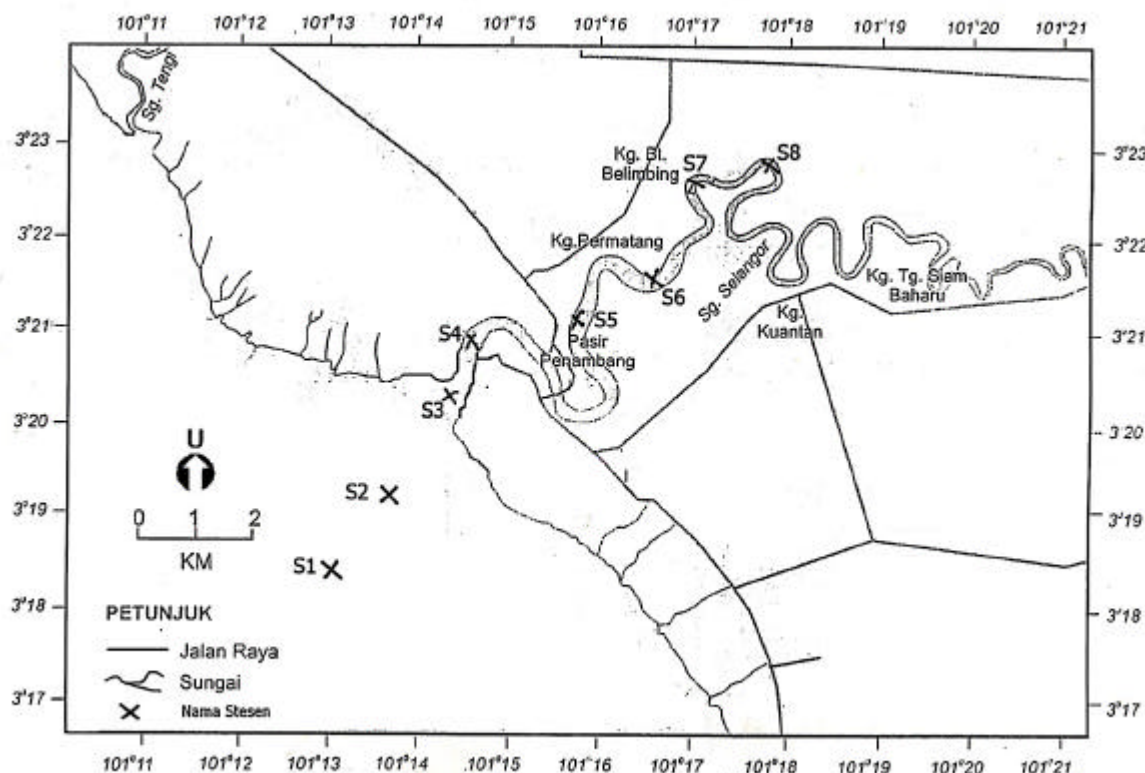 101°11 101°12 101°13 101°14 101°15 101°16 101°17 101°18 101°19 101°20 101°21
Sg. Tengi
3°23
3°23
Kg. Bl.
Belimbing
S7
S8
3°22
3°22
Kg.Permatang
S6
Sg. Selangor
Kg. Tg. Siam
Baharu
Kg.
Kuantan
3°21
3°21
S4
S5
Pasir
Penambang
S3
3°20
3°20
U
S2
3°19
3°19
0 1 2
KM
S1
3°18
3°18
PETUNJUK
Jalan Raya
Sungai
Nama Stesen
3°17
3°17
101°11 101°12 101°13 101°14 101°15 101°16 101°17 101°18 101°19 101°20 101°21